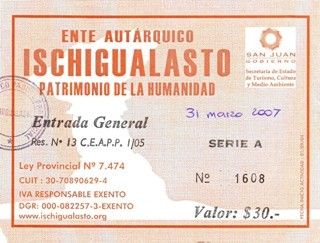 ENTE AUTÁRQUICO
ISCHIGUALASTO
PATRIMONIO DE LA HUMANIDAD
SAN JUAN
GOBIERNO
Secretaría de Estado
de Turismo, Cultura
y Medio Ambiente
31 marzo 2007
Entrada General
Res. Nº 13 C.E.A.P.P. 1/05
SERIE A
Ley Provincial Nº 7.474
CUIT : 30-70890629-4
Nº 1608
IVA RESPONSABLE EXENTO
DGR: 000-082257-3-EXENTO
www.ischigualasto.org
Valor: $30.-